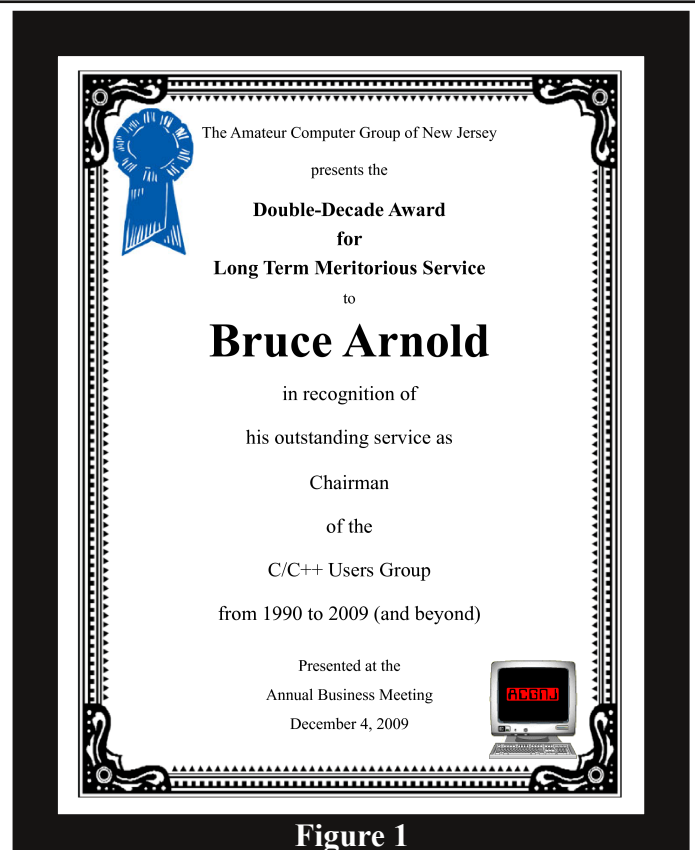 The Amateur Computer Group of New Jersey
presents the
Double-Decade Award
for
Long Term Meritorious Service
to
Bruce Arnold
in recognition of
his outstanding service as
Chairman
of the
C/C++ Users Group
from 1990 to 2009 (and beyond)
Presented at the
Annual Business Meeting
December 4, 2009
ACGNJ
Figure 1